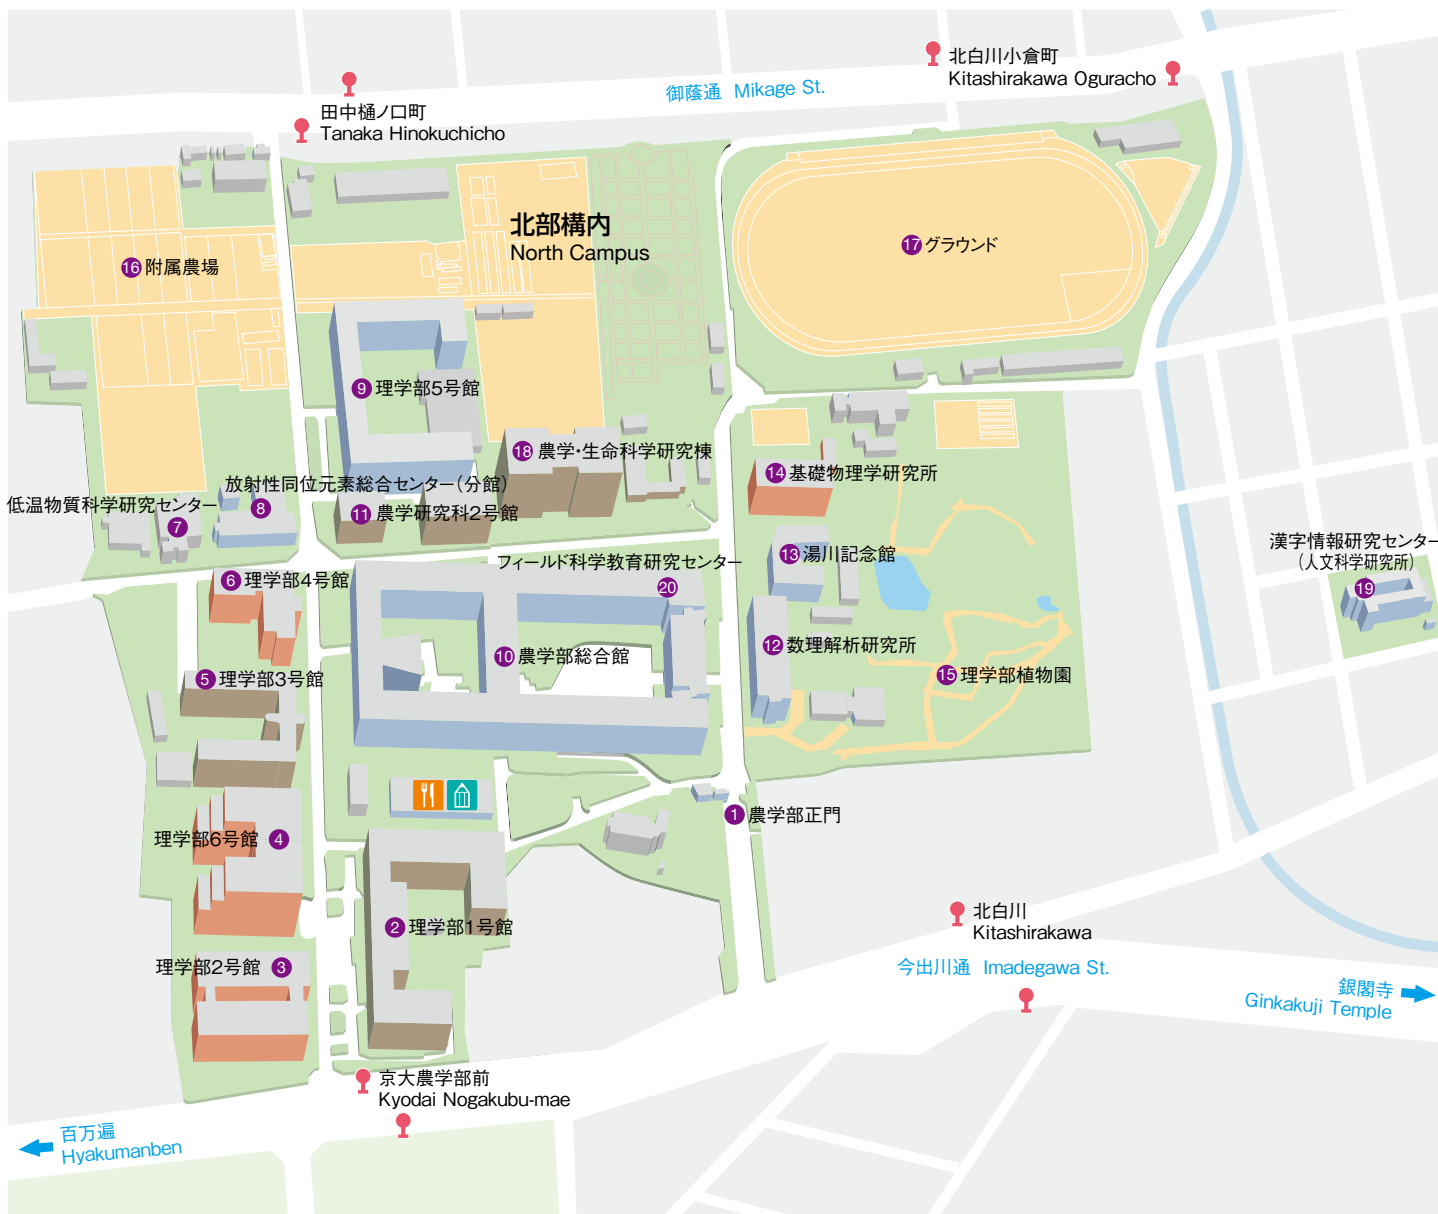 北白川小倉町
Kitashirakawa Oguracho
御蔭通 Mikage St.
田中樋ノ口町
Tanaka Hinokuchicho
北部構内
North Campus
17 グラウンド
16 附属農場
9 理学部5号館
18 農学・生命科学研究棟
14 基礎物理学研究所
放射性同位元素総合センター(分館)
8
低温物質科学研究センター
7
11 農学研究科2号館
13 湯川記念館
漢字情報研究センター
(人文科学研究所)
19
フィールド科学教育研究センター
20
6 理学部4号館
12 数理解析研究所
10 農学部総合館
5 理学部3号館
15 理学部植物園
1 農学部正門
理学部6号館 4
北白川
Kitashirakawa
2 理学部1号館
理学部2号館 3
今出川通 Imadegawa St.
銀閣寺
Ginkakuji Temple
京大農学部前
Kyodai Nogakubu-mae
百万遍
Hyakumanben